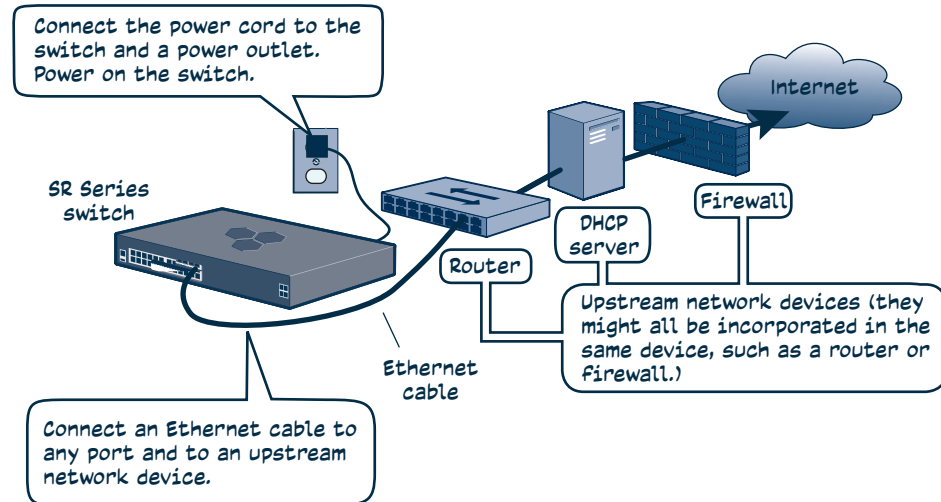 Connect the power cord to the
switch and a power outlet.
Power on the switch.
Internet
SR Series
switch
Firewall
DHCP
server
Router
Upstream network devices (they
might all be incorporated in the
same device, such as a router or
firewall.)
Ethernet
cable
Connect an Ethernet cable to
any port and to an upstream
network device.